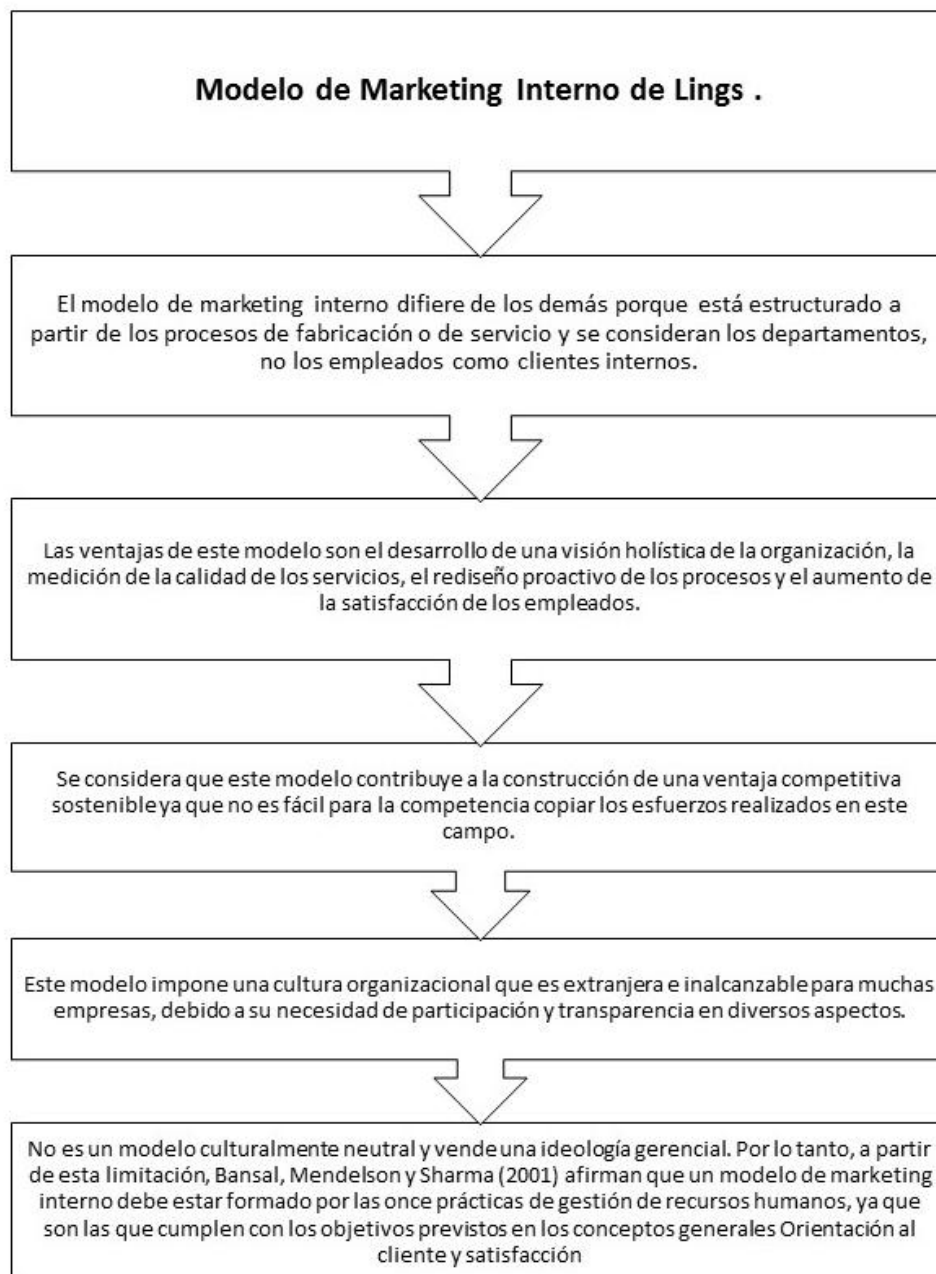 Modelo de Marketing Interno de Lings .
El modelo de marketing interno difiere de los demás porque está estructurado a
partir de los procesos de fabricación o de servicio y se consideran los departamentos,
no los empleados como clientes internos.
Las ventajas de este modelo son el desarrollo de una visión holística de la organización, la
medición de la calidad de los servicios, el rediseño proactivo de los procesos y el aumento de
la satisfacción de los empleados.
Se considera que este modelo contribuye a la construcción de una ventaja competitiva
sostenible ya que no es fácil para la competencia copiar los esfuerzos realizados en este
campo.
Este modelo impone una cultura organizacional que es extranjera e inalcanzable para muchas
empresas, debido a su necesidad de participación y transparencia en diversos aspectos.
No es un modelo culturalmente neutral y vende una ideología gerencial. Por lo tanto, a partir
de esta limitación, Bansal, Mendelson y Sharma (2001) afirman que un modelo de marketing
interno debe estar formado por las once prácticas de gestión de recursos humanos, ya que
son las que cumplen con los objetivos previstos en los conceptos generales Orientación al
cliente y satisfacción